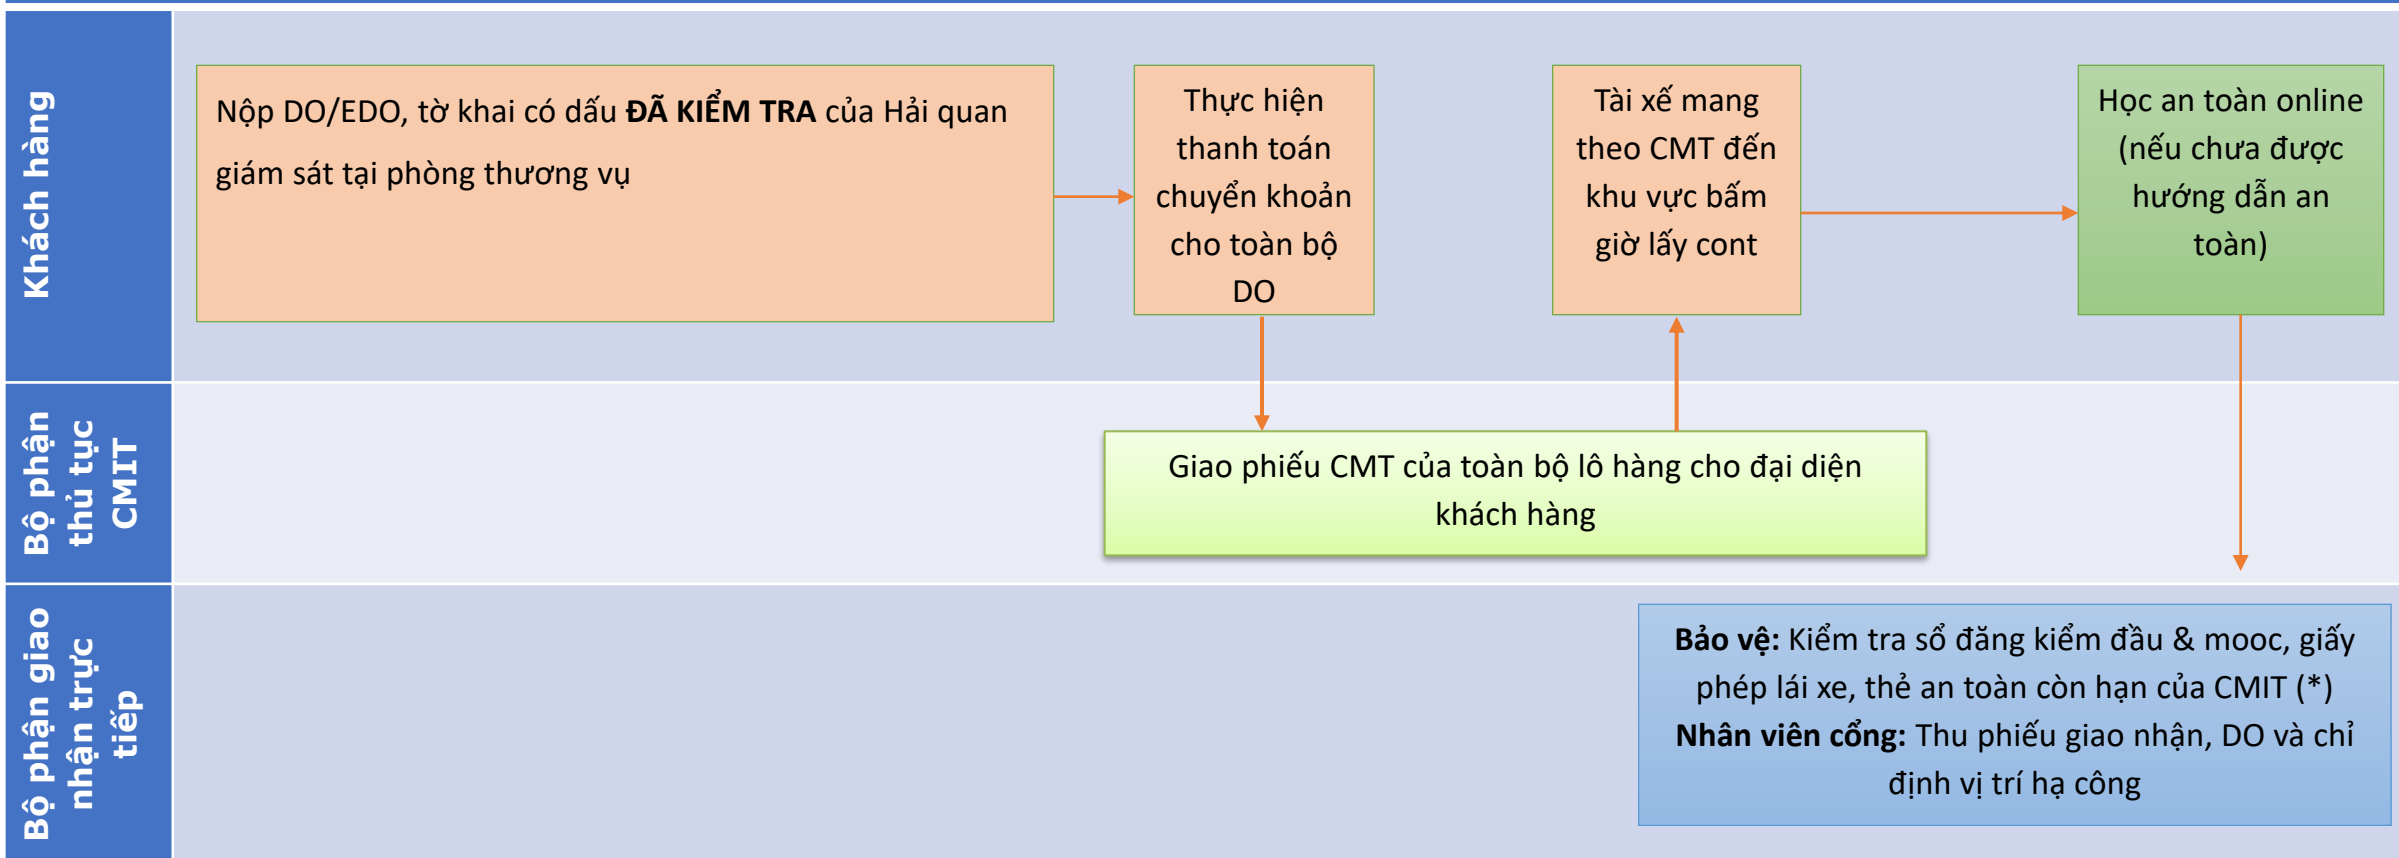 Khách hàng
Nộp DO/EDO, tờ khai có dấu ĐÃ KIỂM TRA của Hải quan
giám sát tại phòng thương vụ
Thực hiện
thanh toán
chuyển khoản
cho toàn bộ
DO
Tài xế mang
theo CMT đến
khu vực bấm
giờ lấy cont
Học an toàn online
(nếu chưa được
hướng dẫn an
toàn)
Bộ phận
thủ tục
CMIT
Giao phiếu CMT của toàn bộ lô hàng cho đại diện
khách hàng
Bộ phận giao
nhận trực
tiếp
Bảo vệ: Kiểm tra sổ đăng kiểm đầu & mooc, giấy
phép lái xe, thẻ an toàn còn hạn của CMIT (*)
Nhân viên cổng: Thu phiếu giao nhận, DO và chỉ
định vị trí hạ công